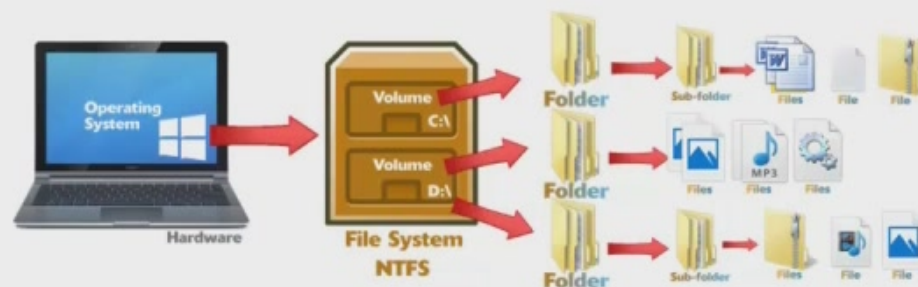 Operating
System
Hardware
Volume
C:\
Volume
D:\
File System
NTFS
Folder
Sub-folder
Files
File
File
Folder
Files
MP3
Files
Files
Folder
Sub-folder
Files
File
File